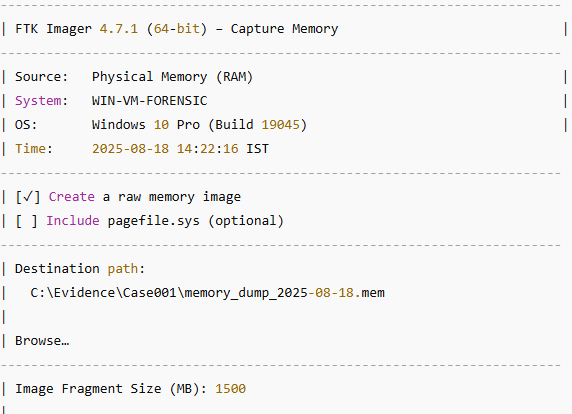 ------------------------------------------------------------------------
| FTK Imager 4.7.1 (64-bit) – Capture Memory |
------------------------------------------------------------------------
| Source: Physical Memory (RAM) |
| System: WIN-VM-FORENSIC |
| OS: Windows 10 Pro (Build 19045) |
| Time: 2025-08-18 14:22:16 IST
------------------------------------------------------------------------
| [✓] Create a raw memory image
| [ ] Include pagefile.sys (optional)
------------------------------------------------------------------------
| Destination path:
| C:\Evidence\Case001\memory_dump_2025-08-18.mem
|
| Browse…
------------------------------------------------------------------------
| Image Fragment Size (MB): 1500
|